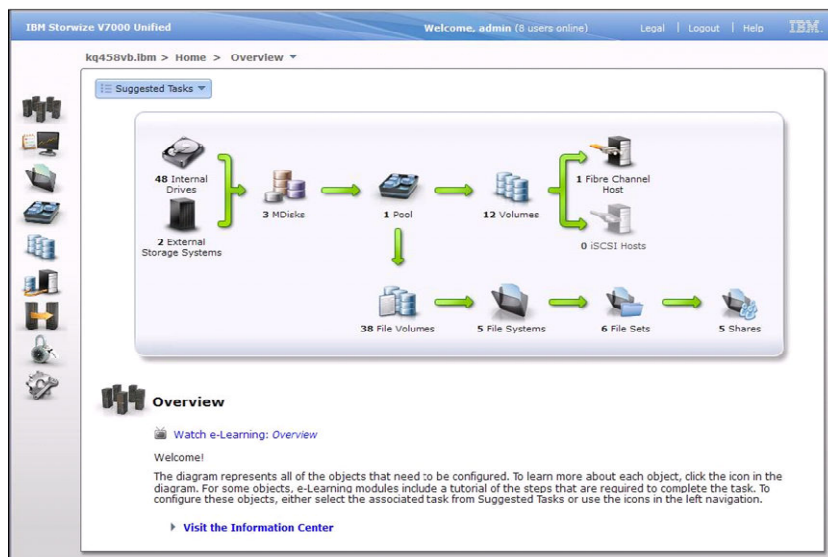 IBM Storwize V7000 Unified
Welcome, admin (8 users online)
Legal | Logout | Help
IBM.
kq458vb.ibm > Home > Overview
Suggested Tasks
48 Internal
Drives
2 External
Storage Systems
3 MDisks
1 Pool
12 Volumes
1 Fibre Channel
Host
0 iSCSI Hosts
38 File Volumes
5 File Systems
6 File Sets
5 Shares
Overview
Watch e-Learning: Overview
Welcome!
The diagram represents all of the objects that need to be configured. To learn more about each object, click the icon in the
diagram. For some objects, e-Learning modules include a tutorial of the steps that are required to complete the task. To
configure these objects, either select the associated task from Suggested Tasks or use the icons in the left navigation.
Visit the Information Center